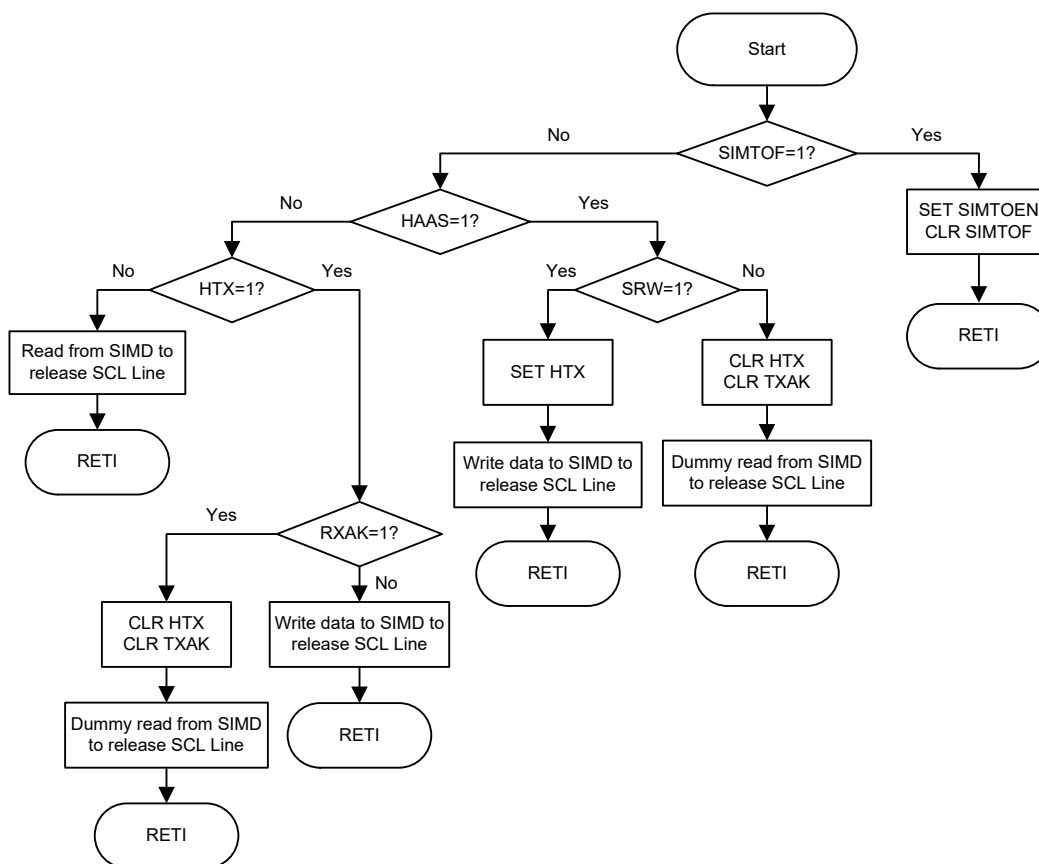 Start
No
Yes
SIMTOF=1?
No
HAAS=1?
Yes
SET SIMTOEN
CLR SIMTOF
No
HTX=1?
Yes
Yes
SRW=1?
No
RETI
Read from SIMD to
release SCL Line
SET HTX
CLR HTX
CLR TXAK
RETI
Write data to SIMD to
release SCL Line
Dummy read from SIMD
to release SCL Line
Yes
RXAK=1?
RETI
RETI
No
CLR HTX
CLR TXAK
Write data to SIMD to
release SCL Line
Dummy read from SIMD
to release SCL Line
RETI
RETI